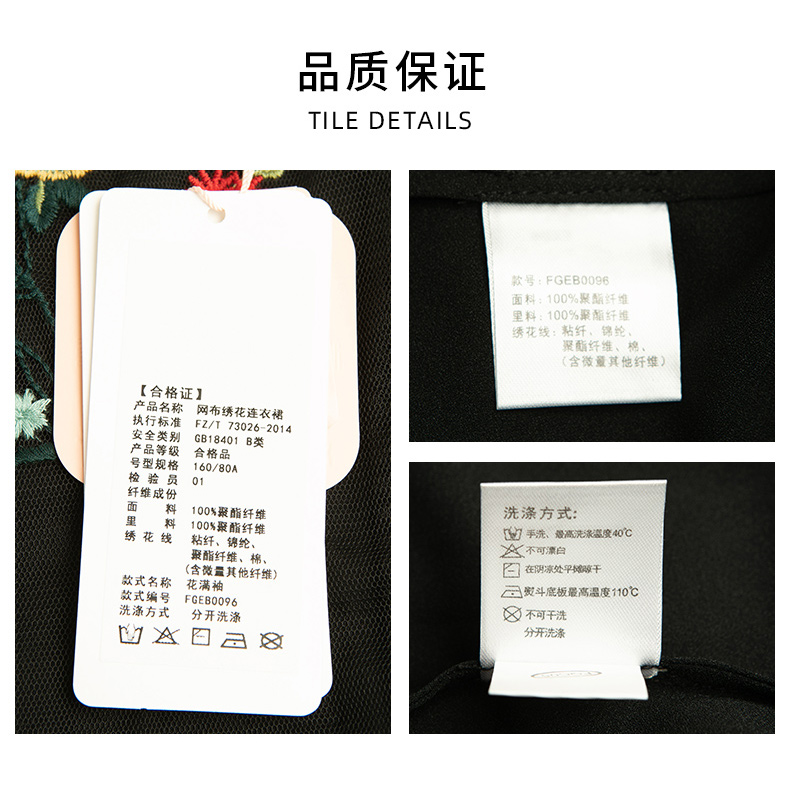 品质保证
TILE DETAILS
【合格证】
产品名称 网布绣花连衣裙
执行标准 FZ/T 73026-2014
安全类别 GB18401 B类
产品等级 合格品
号型规格 160/80A
检验员 01
纤维成份
面料 100%聚酯纤维
里料 100%聚酯纤维
绣花线 粘纤、锦纶、
聚酯纤维、棉、
(含微量其他纤维)
款式名称 花满袖
款式编号 FGEB0096
洗涤方式 分开洗涤
款号: FGEB0096
面料: 100%聚酯纤维
里料: 100%聚酯纤维
绣花线: 粘纤、锦纶、
聚酯纤维、棉、
(含微量其他纤维)
洗涤方式:
手洗、最高洗涤温度40℃
不可漂白
在阴凉处平摊晾干
熨斗底板最高温度110℃
不可干洗
分开洗涤